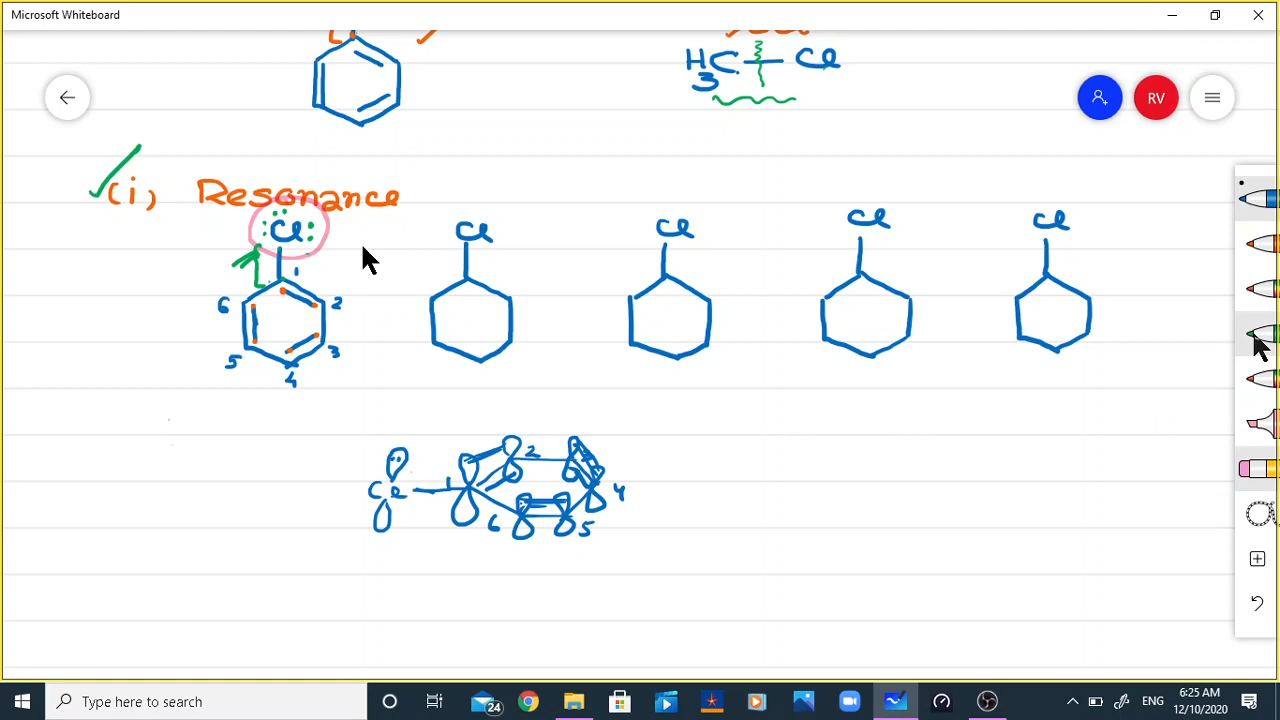 Microsoft Whiteboard
H3C — Cl
RV
(i) Resonance
Cl Cl Cl Cl Cl
1
6 2
5 3
4
Cl 1 2
4
6 5
Type here to search
24
ENG
6:25 AM
12/10/2020